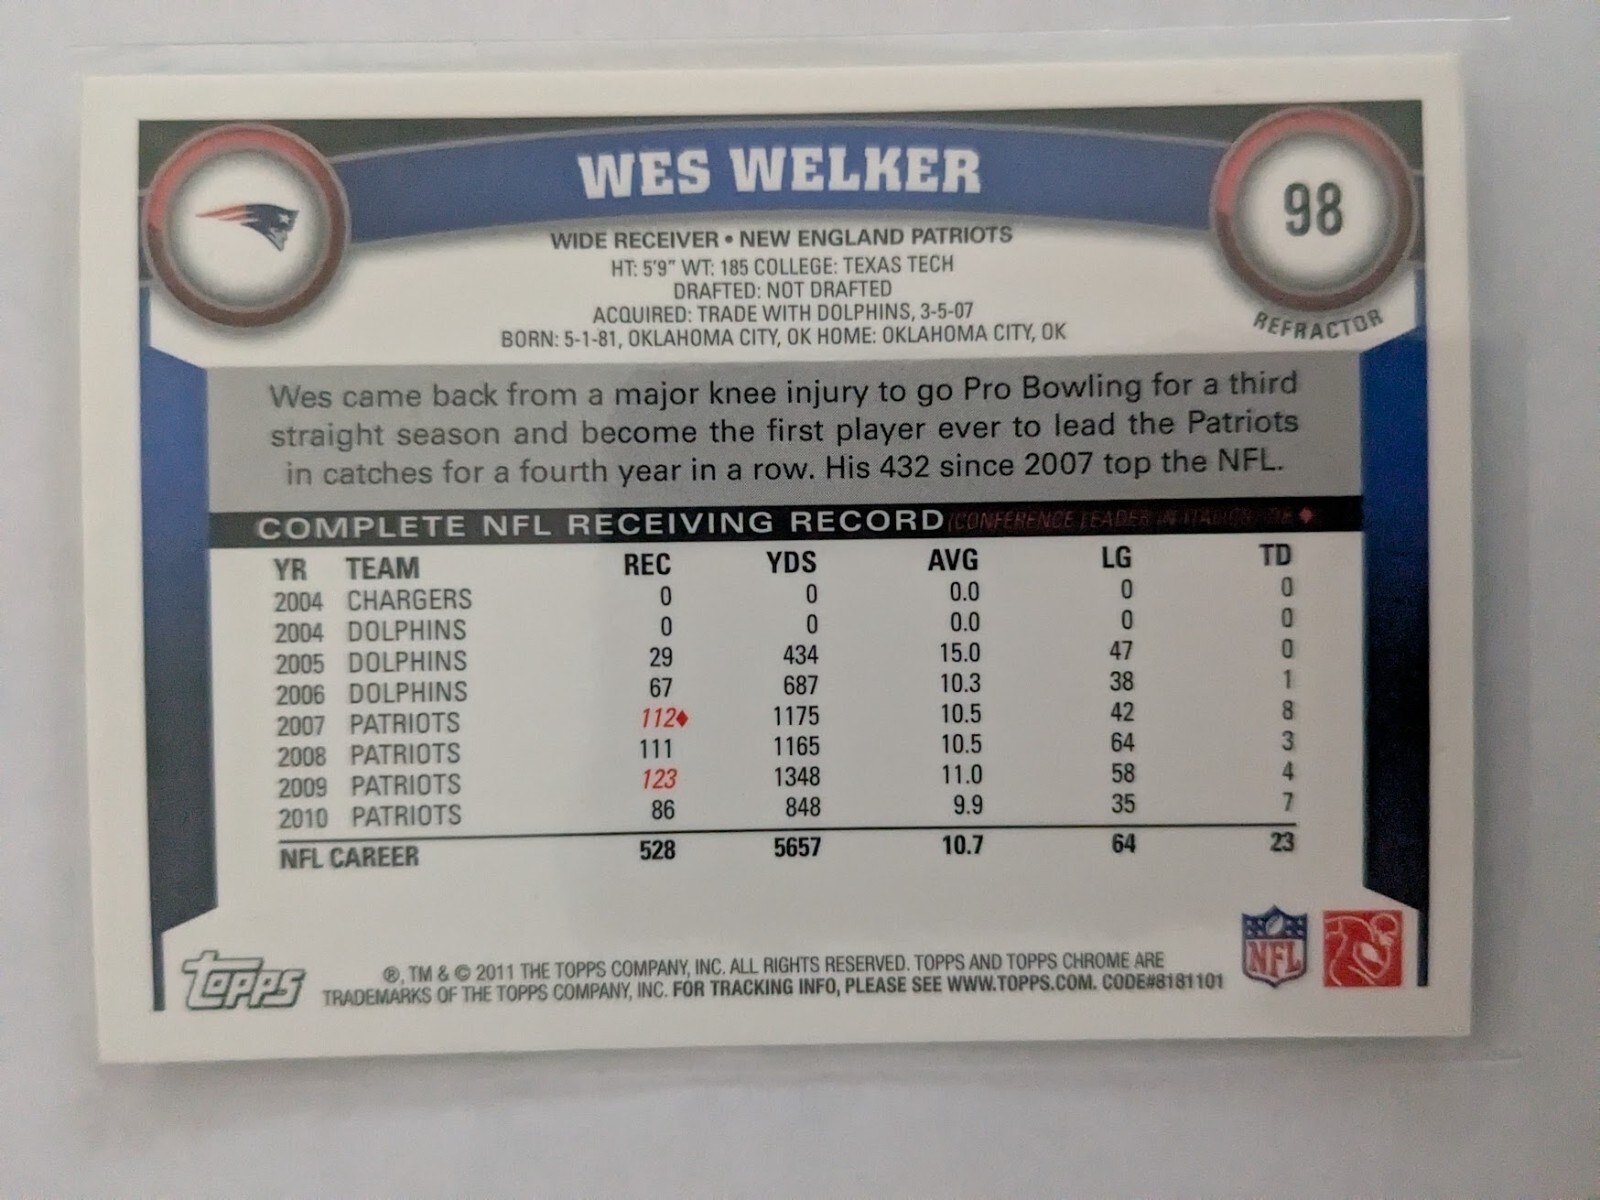 WES WELKER
98
REFRACTOR
WIDE RECEIVER • NEW ENGLAND PATRIOTS
HT: 5'9" WT: 185 COLLEGE: TEXAS TECH
DRAFTED: NOT DRAFTED
ACQUIRED: TRADE WITH DOLPHINS, 3-5-07
BORN: 5-1-81, OKLAHOMA CITY, OK HOME: OKLAHOMA CITY, OK
Wes came back from a major knee injury to go Pro Bowling for a third
straight season and become the first player ever to lead the Patriots
in catches for a fourth year in a row. His 432 since 2007 top the NFL.
COMPLETE NFL RECEIVING RECORD (CONFERENCE LEADER IN ITALICS, ♦
YR TEAM REC YDS AVG LG TD
2004 CHARGERS 0 0 0.0 0 0
2004 DOLPHINS 0 0 0.0 0 0
2005 DOLPHINS 29 434 15.0 47 0
2006 DOLPHINS 67 687 10.3 38 1
2007 PATRIOTS 112♦ 1175 10.5 42 8
2008 PATRIOTS 111 1165 10.5 64 3
2009 PATRIOTS 123 1348 11.0 58 4
2010 PATRIOTS 86 848 9.9 35 7
NFL CAREER 528 5657 10.7 64 23
Topps
®, TM & © 2011 THE TOPPS COMPANY, INC. ALL RIGHTS RESERVED. TOPPS AND TOPPS CHROME ARE
TRADEMARKS OF THE TOPPS COMPANY, INC. FOR TRACKING INFO, PLEASE SEE WWW.TOPPS.COM. CODE#8181101
NFL